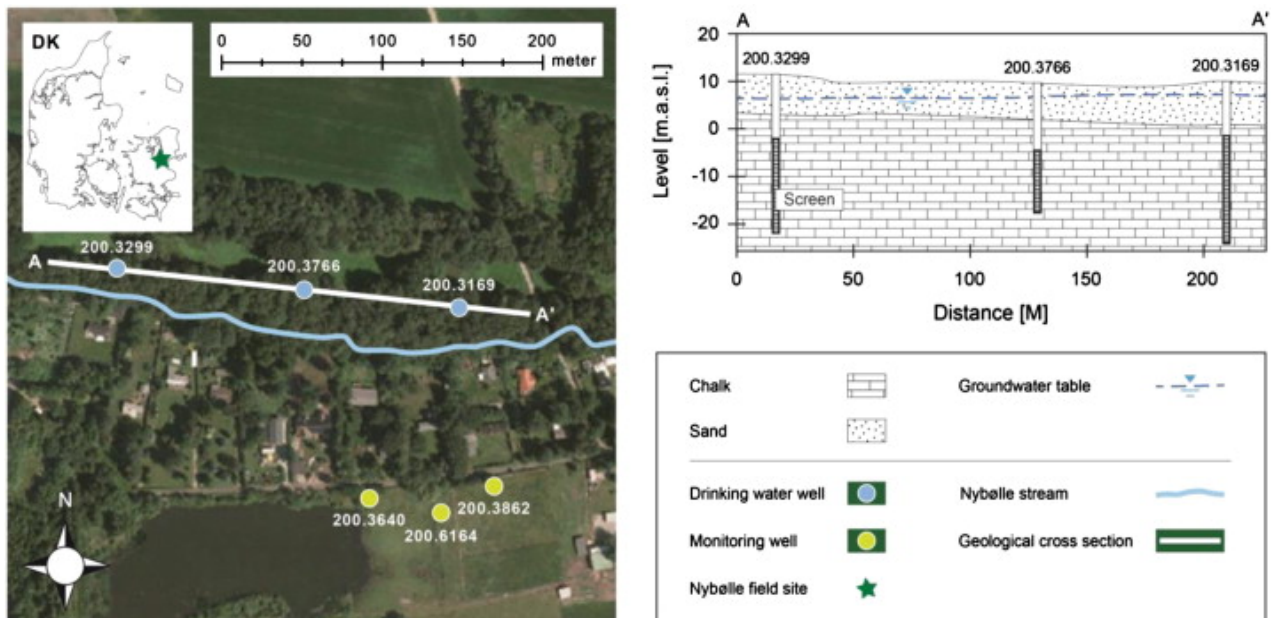 DK
0 50 100 150 200
meter
200.3299
A
200.3766
200.3169
A'
200.3862
200.3640
200.6164
N
A A'
20
200.3299 200.3766 200.3169
10
0
-10
Screen
-20
Level [m.a.s.l.]
0 50 100 150 200
Distance [M]
Chalk Groundwater table
Sand
Drinking water well Nybølle stream
Monitoring well Geological cross section
Nybølle field site